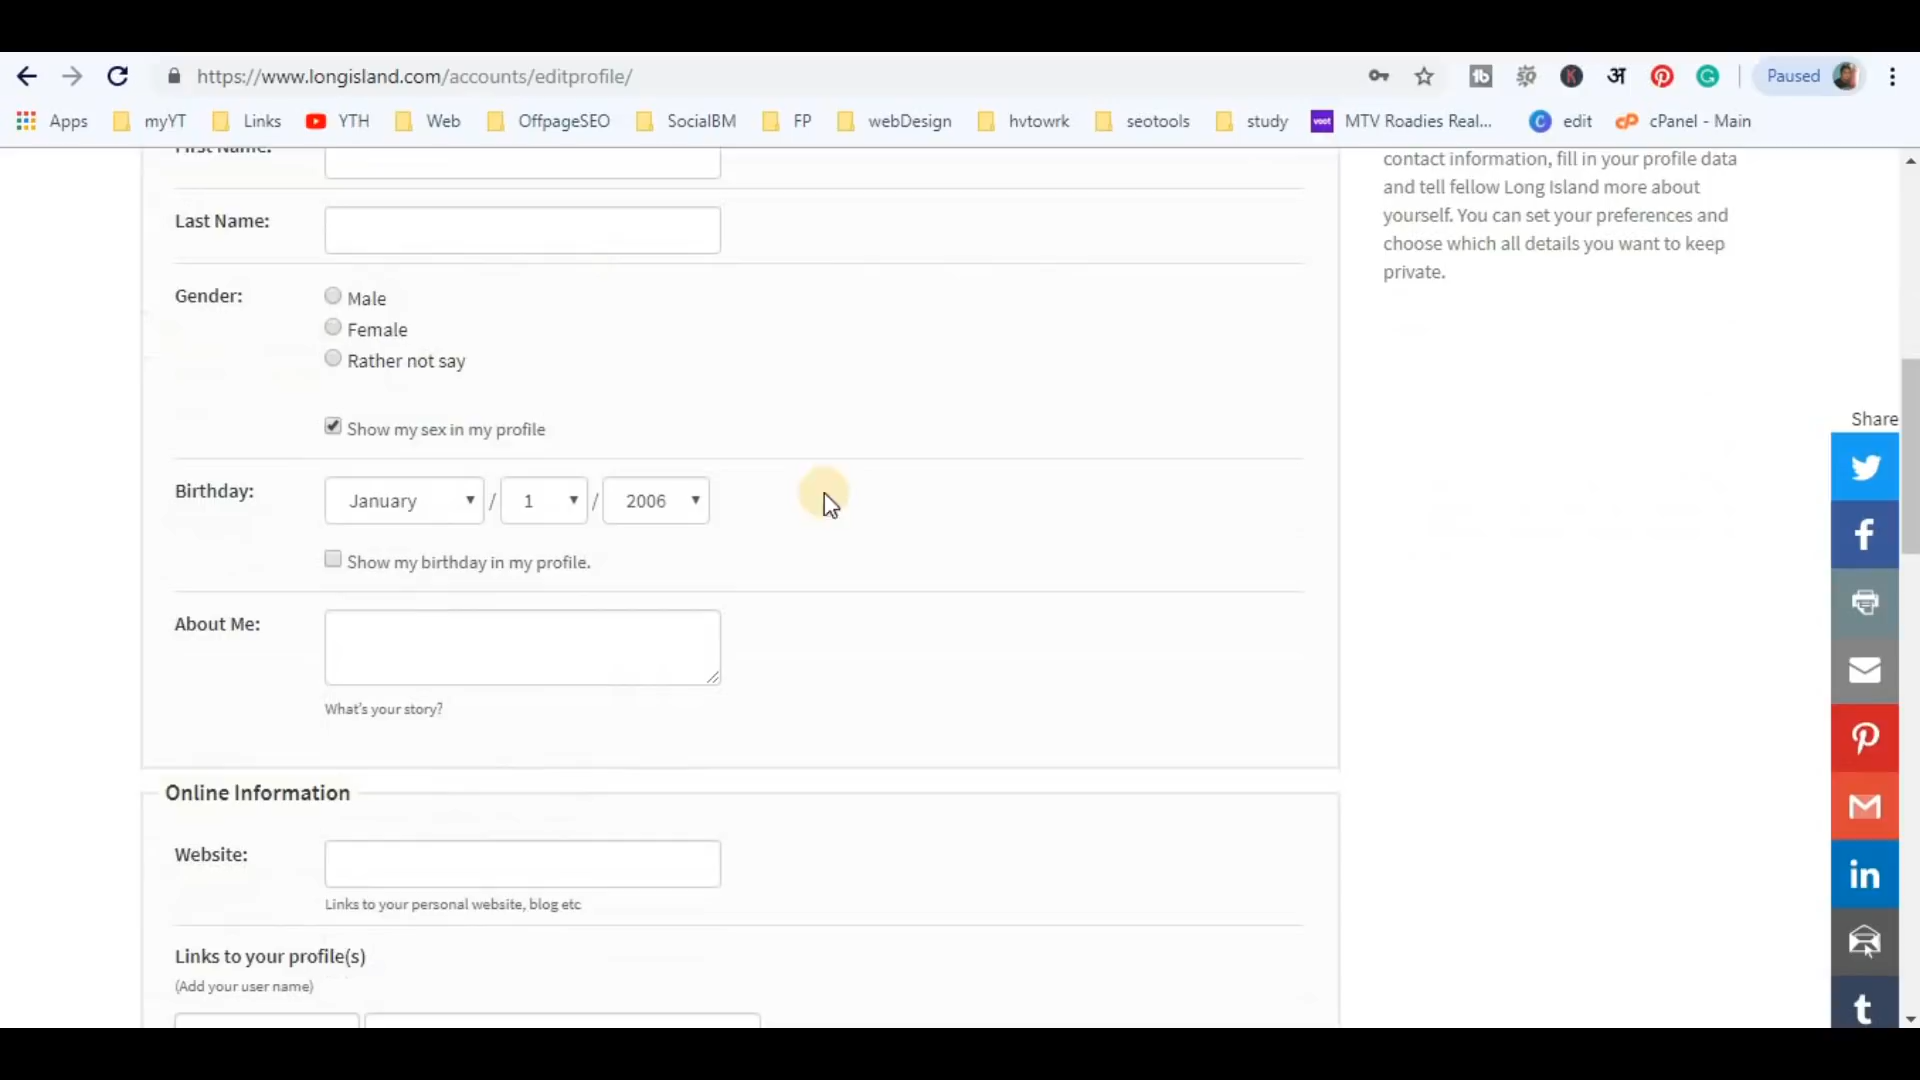 https://www.longisland.com/accounts/editprofile/
Paused
Apps
myYT
Links
YTH
Web
OffpageSEO
SocialBM
FP
webDesign
hvtowrk
seotools
study
voot
MTV Roadies Real...
edit
cPanel - Main
First Name:
Last Name:
Gender:
Male
Female
Rather not say
Show my sex in my profile
Birthday:
January / 1 / 2006
Show my birthday in my profile.
About Me:
What's your story?
Online Information
Website:
Links to your personal website, blog etc
Links to your profile(s)
(Add your user name)
contact information, fill in your profile data
and tell fellow Long Island more about
yourself. You can set your preferences and
choose which all details you want to keep
private.
Share